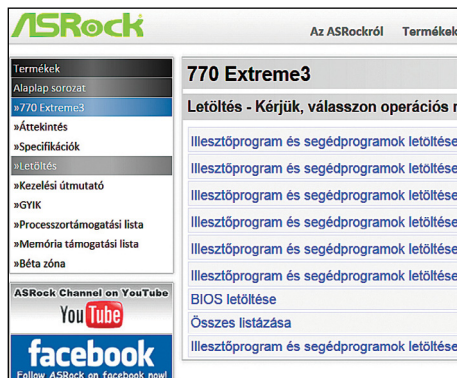 ASRock
Az ASRockról Termékek
Termékek
Alaplap sorozat
»770 Extreme3
»Áttekintés
»Specifikációk
»Letöltés
»Kezelési útmutató
»GYIK
»Processzortámogatási lista
»Memória támogatási lista
»Béta zóna
ASRock Channel on YouTube
YouTube
facebook
Follow ASRock on facebook now!
770 Extreme3
Letöltés - Kérjük, válasszon operációs r
Illesztőprogram és segédprogramok letöltése
Illesztőprogram és segédprogramok letöltése
Illesztőprogram és segédprogramok letöltése
Illesztőprogram és segédprogramok letöltése
Illesztőprogram és segédprogramok letöltése
Illesztőprogram és segédprogramok letöltése
BIOS letöltése
Összes listázása
Illesztőprogram és segédprogramok letöltése